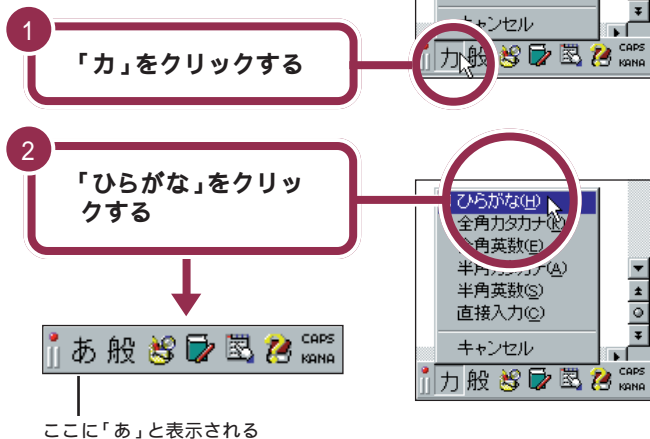 1
「カ」をクリックする
キャンセル
カ般
CAPS
KANA
2
「ひらがな」をクリッ
クする
ひらがな(H)
全角カタカナ(K)
全角英数(E)
半角カタカナ(A)
半角英数(S)
直接入力(C)
キャンセル
カ般
CAPS
KANA
あ般
CAPS
KANA
ここに「あ」と表示される